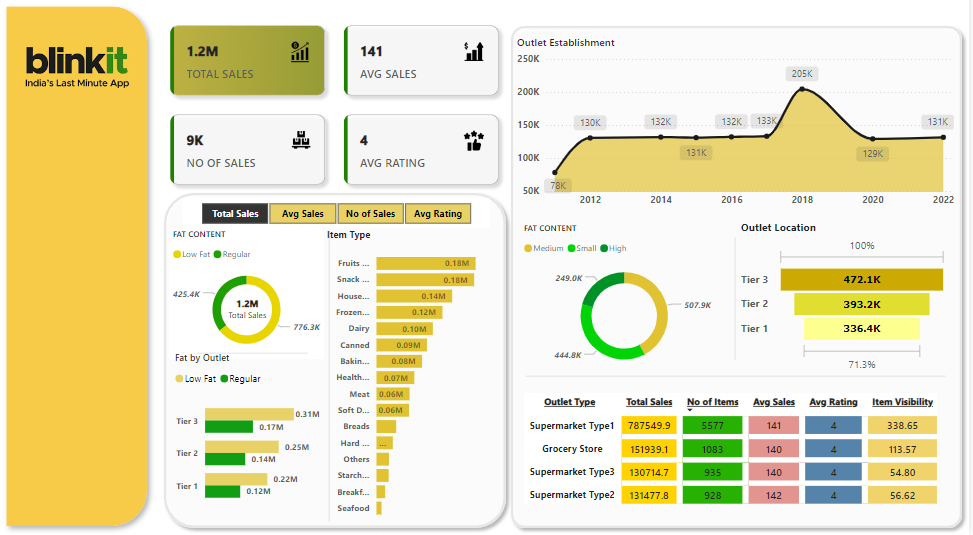 blinkit
India's Last Minute App
1.2M
TOTAL SALES
141
AVG SALES
9K
NO OF SALES
4
AVG RATING
Total Sales
Avg Sales
No of Sales
Avg Rating
FAT CONTENT
Low Fat
Regular
425.4K
1.2M
Total Sales
776.3K
Fat by Outlet
Low Fat
Regular
Tier 3
0.31M
0.17M
Tier 2
0.25M
0.14M
Tier 1
0.22M
0.12M
Item Type
Fruits ...
0.18M
Snack ...
0.18M
House...
0.14M
Frozen...
0.12M
Dairy
0.10M
Canned
0.09M
Bakin...
0.08M
Health...
0.07M
Meat
0.06M
Soft D...
0.06M
Breads
Hard ...
...
Others
Starch...
Breakf...
Seafood
Outlet Establishment
250K
200K
150K
100K
50K
78K
130K
132K
131K
132K
133K
205K
129K
131K
2012
2014
2016
2018
2020
2022
FAT CONTENT
Medium
Small
High
249.0K
507.9K
444.8K
Outlet Location
100%
Tier 3
472.1K
Tier 2
393.2K
Tier 1
336.4K
71.3%
Outlet Type Total Sales No of Items Avg Sales Avg Rating Item Visibility
Supermarket Type1 787549.9 5577 141 4 338.65
Grocery Store 151939.1 1083 140 4 113.57
Supermarket Type3 130714.7 935 140 4 54.80
Supermarket Type2 131477.8 928 142 4 56.62